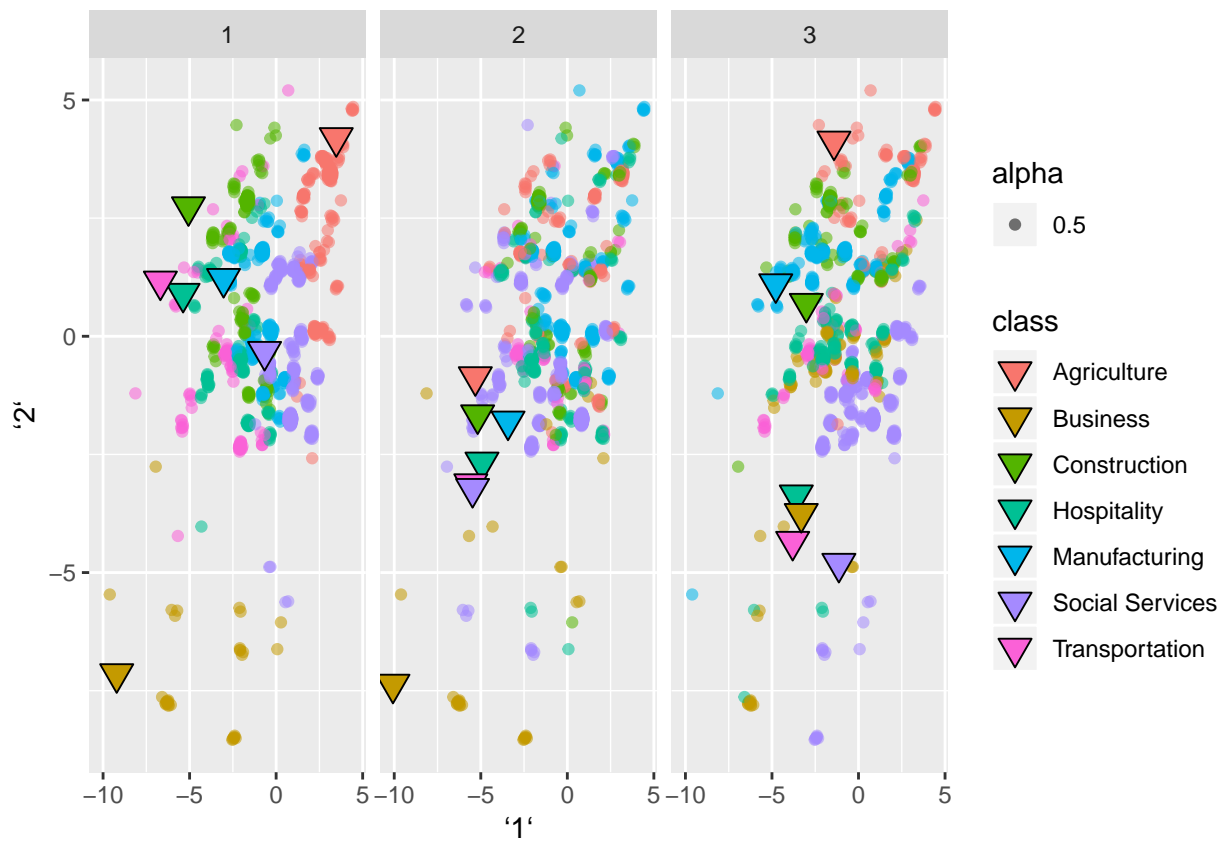 1 2 3
5
0
−5
‘2‘
−10 −5 0 5 −10 −5 0 5 −10 −5 0 5
‘1‘
alpha
0.5
class
Agriculture
Business
Construction
Hospitality
Manufacturing
Social Services
Transportation